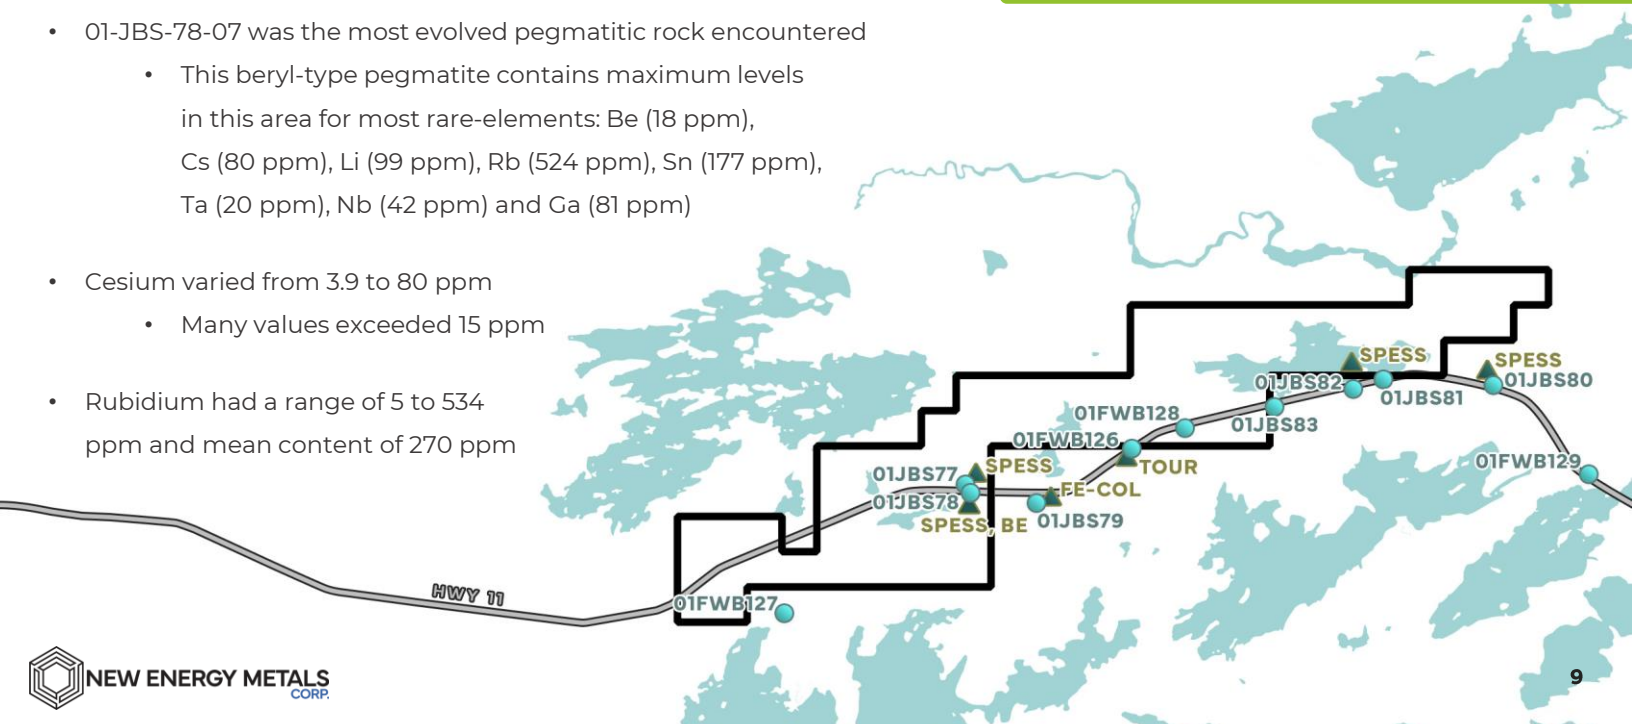 • 01-JBS-78-07 was the most evolved pegmatitic rock encountered
• This beryl-type pegmatite contains maximum levels
in this area for most rare-elements: Be (18 ppm),
Cs (80 ppm), Li (99 ppm), Rb (524 ppm), Sn (177 ppm),
Ta (20 ppm), Nb (42 ppm) and Ga (81 ppm)
• Cesium varied from 3.9 to 80 ppm
• Many values exceeded 15 ppm
• Rubidium had a range of 5 to 534
ppm and mean content of 270 ppm
SPESS
SPESS
01JBS82
01JBS80
01JBS81
01FWB128
01JBS83
01FWB126
01FWB129
SPESS
TOUR
01JBS77
FE-COL
01JBS78
SPESS, BE
01JBS79
HWY 11
01FWB127
NEW ENERGY METALS
CORP.
9